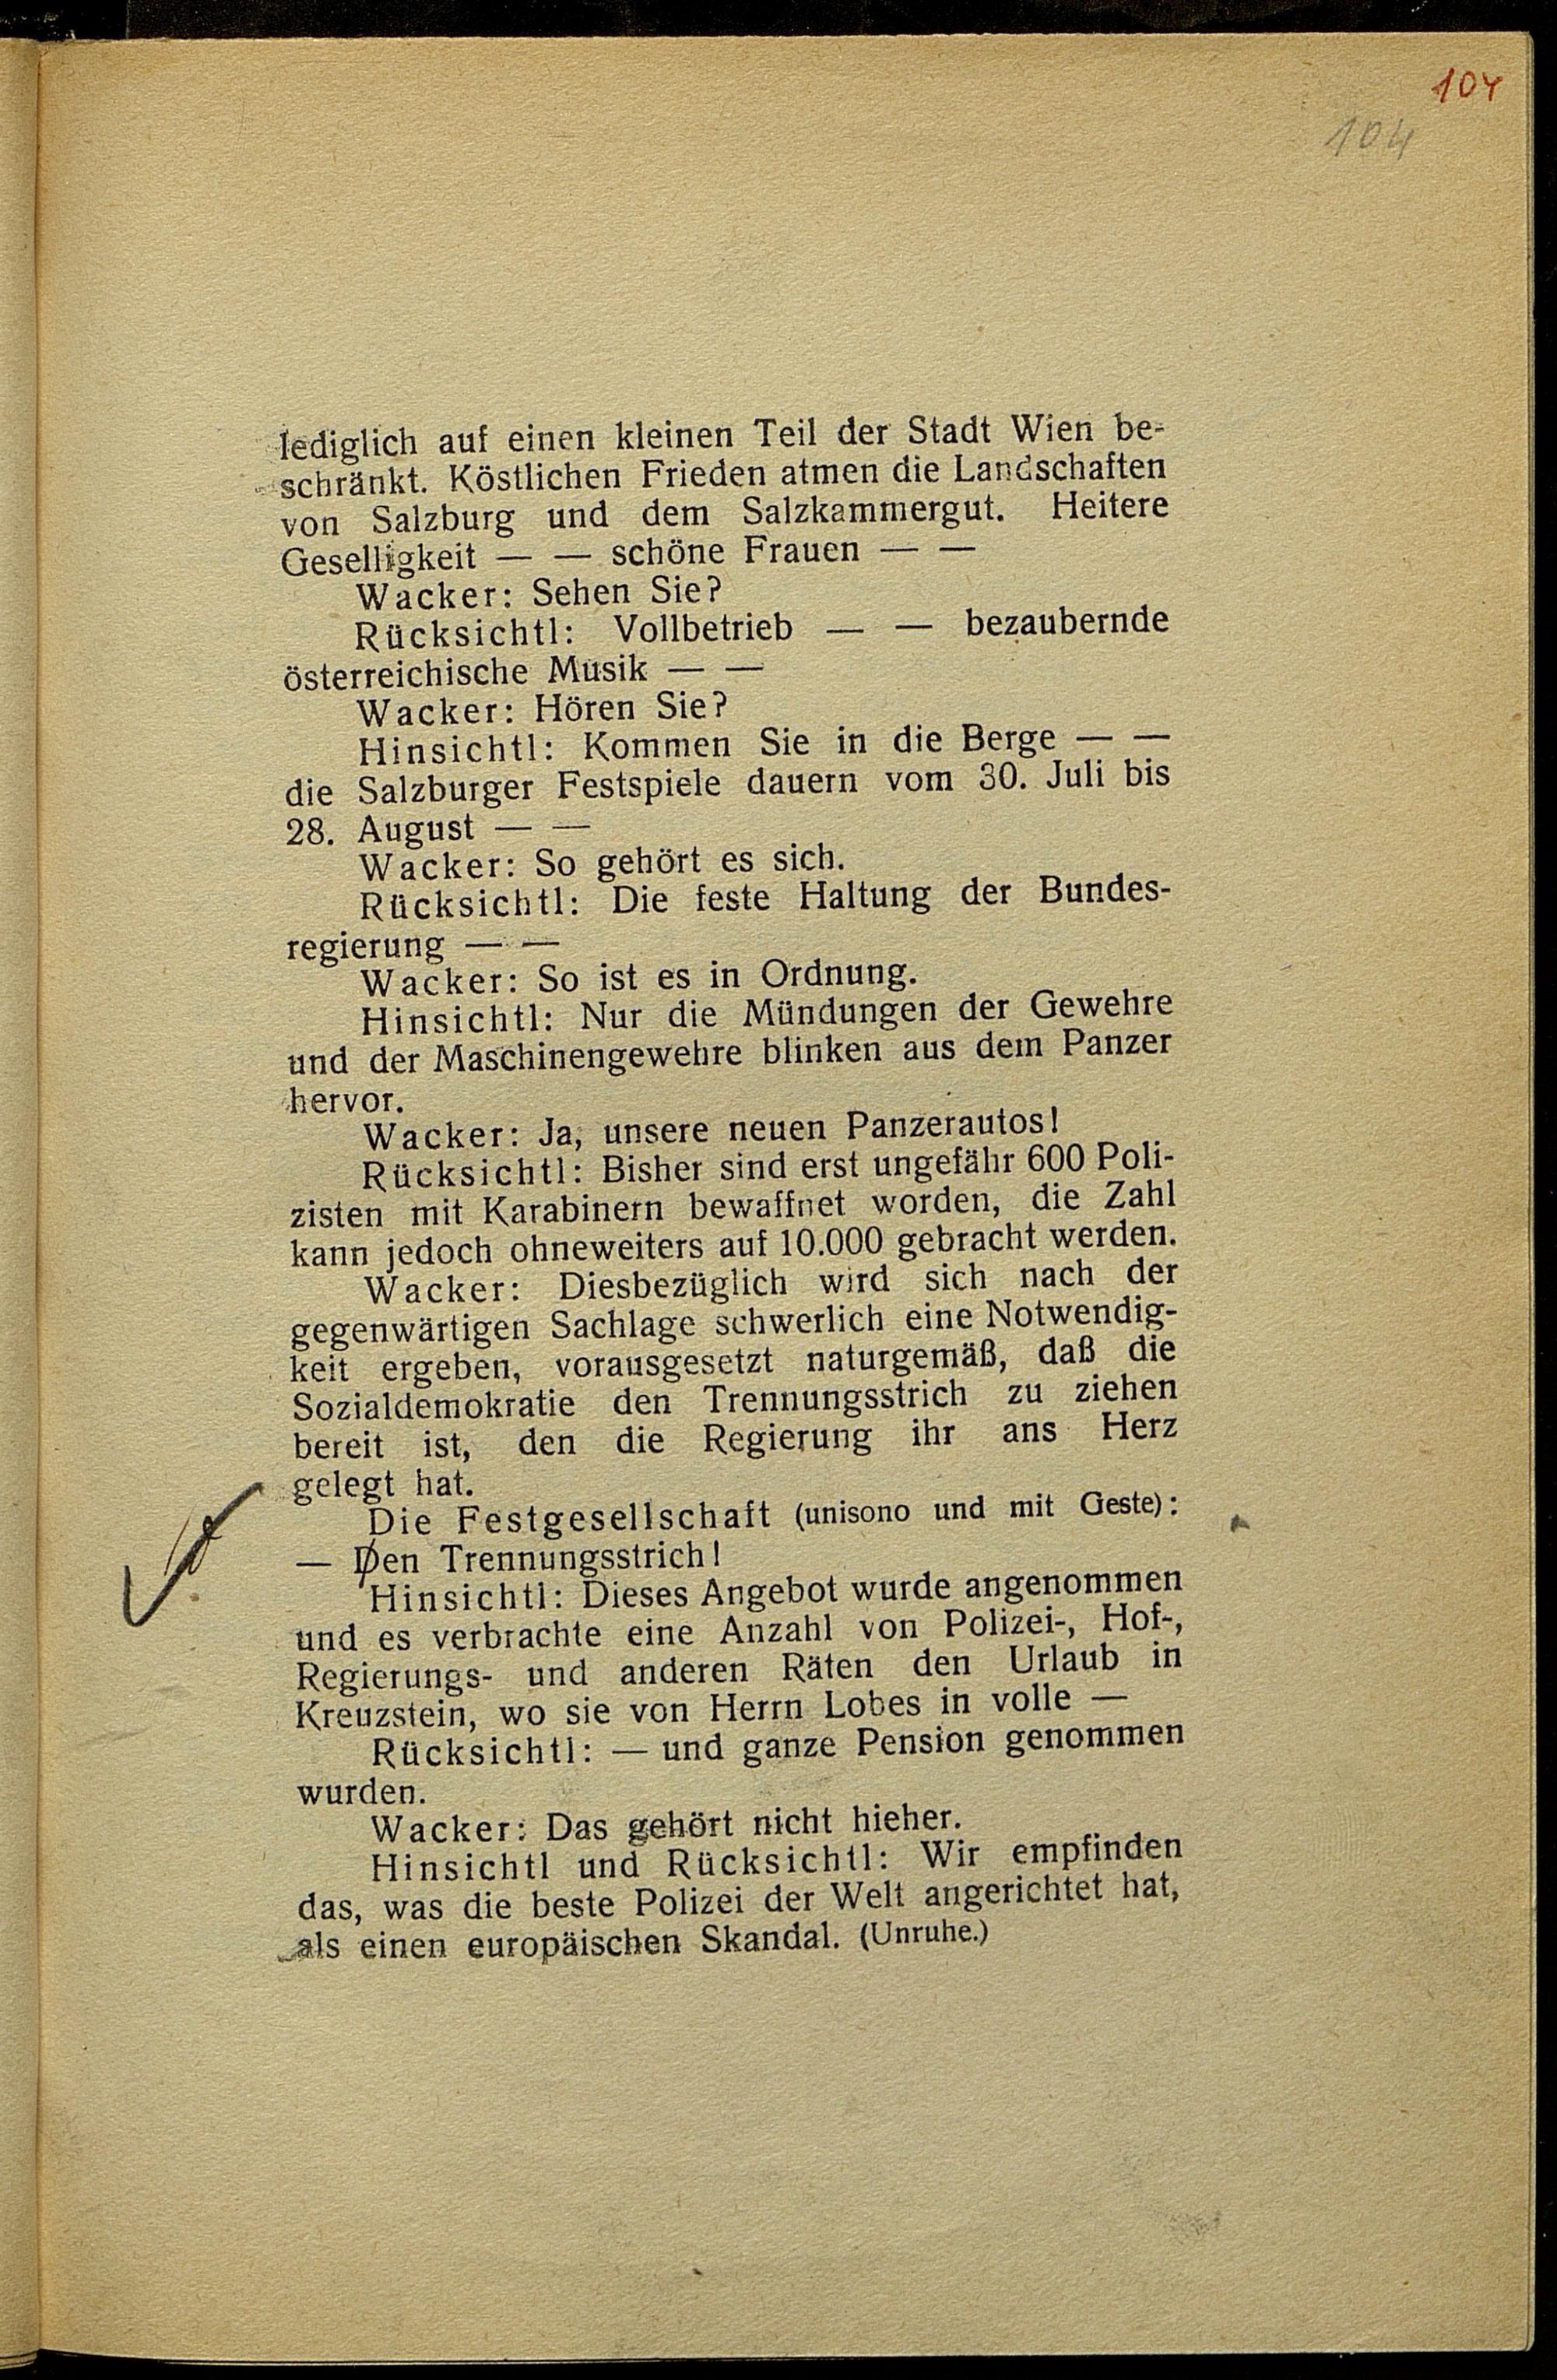 104
104
lediglich auf einen kleinen Teil der Stadt Wien be-
schränkt. Köstlichen Frieden atmen die Landschaften
von Salzburg und dem Salzkammergut. Heitere
Geselligkeit — — schöne Frauen — —
Wacker: Sehen Sie?
Rücksichtl: Vollbetrieb — — bezaubernde
österreichische Musik — —
Wacker: Hören Sie?
Hinsichtl: Kommen Sie in die Berge — —
die Salzburger Festspiele dauern vom 30. Juli bis
28. August — —
Wacker: So gehört es sich.
Rücksichtl: Die feste Haltung der Bundes-
regierung — —
Wacker: So ist es in Ordnung.
Hinsichtl: Nur die Mündungen der Gewehre
und der Maschinengewehre blinken aus dem Panzer
hervor.
Wacker: Ja, unsere neuen Panzerautos!
Rücksichtl: Bisher sind erst ungefähr 600 Poli-
zisten mit Karabinern bewaffnet worden, die Zahl
kann jedoch ohneweiters auf 10.000 gebracht werden.
Wacker: Diesbezüglich wird sich nach der
gegenwärtigen Sachlage schwerlich eine Notwendig-
keit ergeben, vorausgesetzt naturgemäß, daß die
Sozialdemokratie den Trennungsstrich zu ziehen
bereit ist, den die Regierung ihr ans Herz
gelegt hat.
Die Festgesellschaft (unisono und mit Geste):
— Den Trennungsstrich!
Hinsichtl: Dieses Angebot wurde angenommen
und es verbrachte eine Anzahl von Polizei-, Hof-,
Regierungs- und anderen Räten den Urlaub in
Kreuzstein, wo sie von Herrn Lobes in volle —
Rücksichtl: — und ganze Pension genommen
wurden.
Wacker: Das gehört nicht hieher.
Hinsichtl und Rücksichtl: Wir empfinden
das, was die beste Polizei der Welt angerichtet hat,
als einen europäischen Skandal. (Unruhe.)